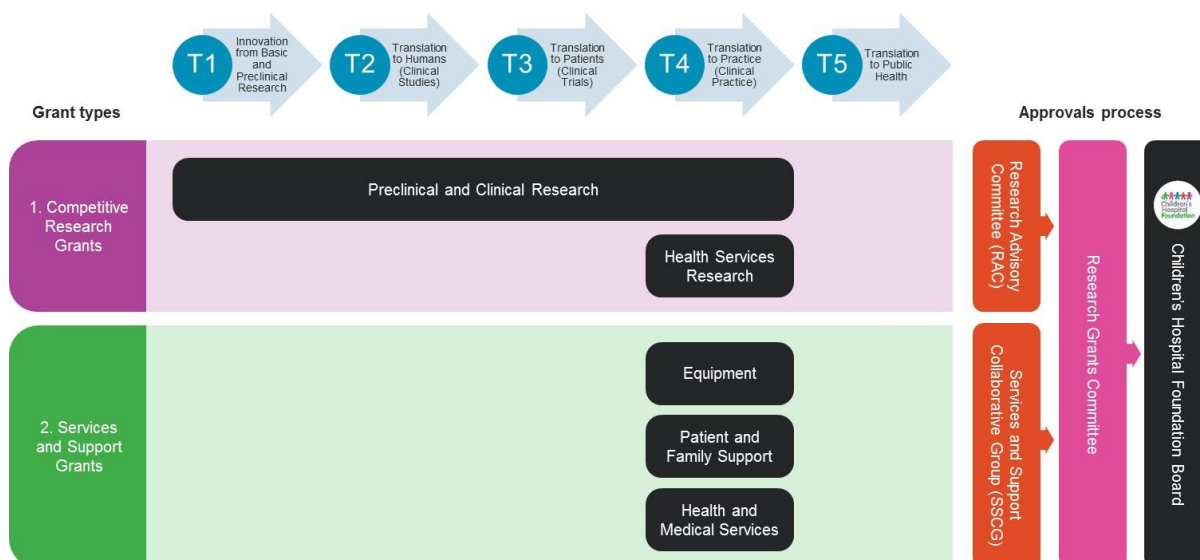 T1
Innovation
from Basic
and
Preclinical
Research
T2
Translation
to Humans
(Clinical
Studies)
T3
Translation
to Patients
(Clinical
Trials)
T4
Translation
to Practice
(Clinical
Practice)
T5
Translation
to Public
Health
Grant types
Approvals process
1. Competitive
Research
Grants
Preclinical and Clinical Research
Health Services
Research
2. Services
and Support
Grants
Equipment
Patient and
Family Support
Health and
Medical Services
Research Advisory
Committee (RAC)
Services and Support
Collaborative Group (SSCG)
Research Grants Committee
Children's
Hospital
Foundation
Children's Hospital Foundation Board